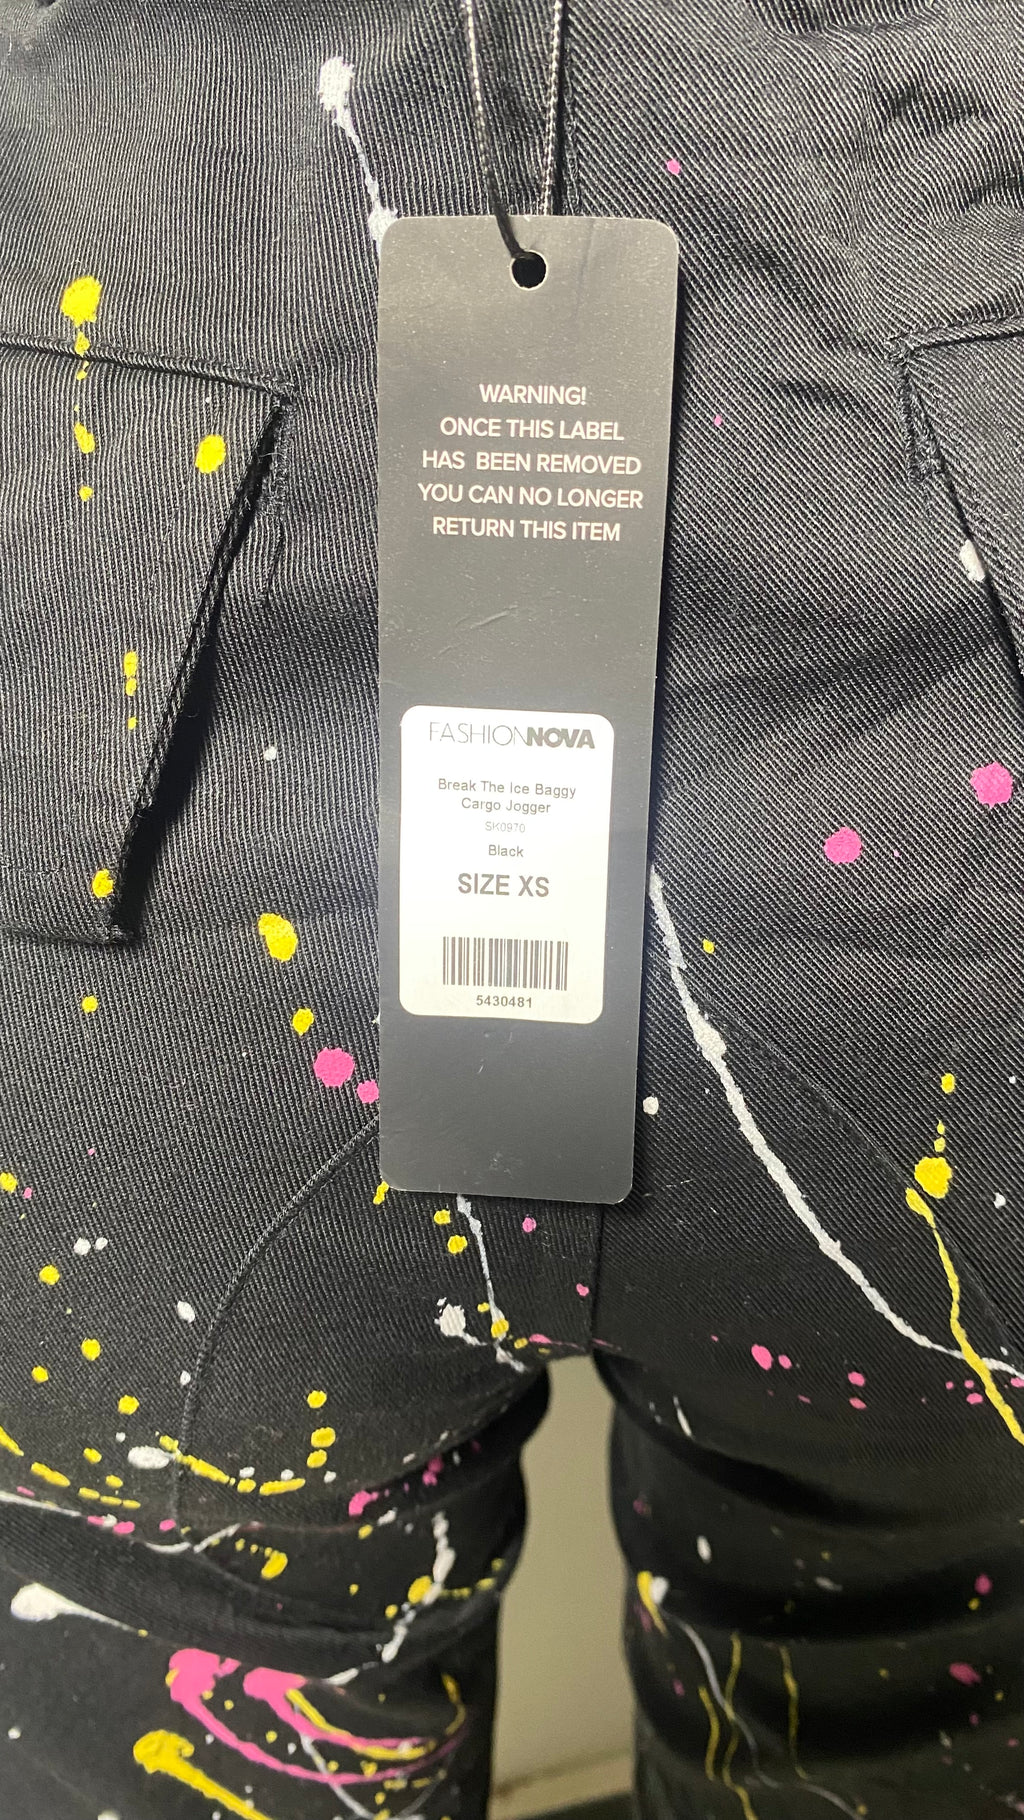 WARNING!
ONCE THIS LABEL
HAS BEEN REMOVED
YOU CAN NO LONGER
RETURN THIS ITEM
FASHIONNOVA
Break The Ice Baggy
Cargo Jogger
SK0970
Black
SIZE XS
5430481